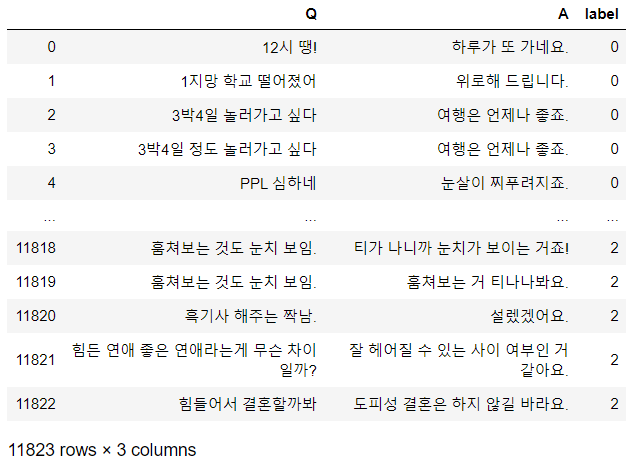 Q A label
0 12시 땡! 하루가 또 가네요. 0
1 1지망 학교 떨어졌어 위로해 드립니다. 0
2 3박4일 놀러가고 싶다 여행은 언제나 좋죠. 0
3 3박4일 정도 놀러가고 싶다 여행은 언제나 좋죠. 0
4 PPL 심하네 눈살이 찌푸려지죠. 0
... ... ... ...
11818 훔쳐보는 것도 눈치 보임. 티가 나니까 눈치가 보이는 거죠! 2
11819 훔쳐보는 것도 눈치 보임. 훔쳐보는 거 티나나봐요. 2
11820 흑기사 해주는 짝남. 설렜겠어요. 2
11821 힘든 연애 좋은 연애라는게 무슨 차이 잘 헤어질 수 있는 사이 여부인 거 2
일까? 같아요.
11822 힘들어서 결혼할까봐 도피성 결혼은 하지 않길 바라요. 2
11823 rows × 3 columns